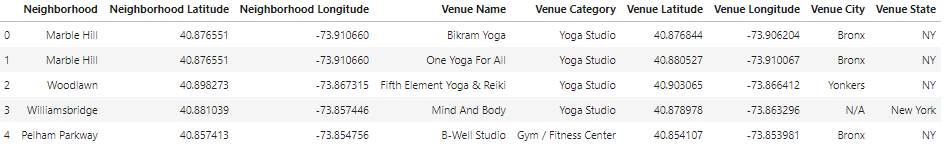 Neighborhood Neighborhood Latitude Neighborhood Longitude Venue Name Venue Category Venue Latitude Venue Longitude Venue City Venue State
0 Marble Hill 40.876551 -73.910660 Bikram Yoga Yoga Studio 40.876844 -73.906204 Bronx NY
1 Marble Hill 40.876551 -73.910660 One Yoga For All Yoga Studio 40.880527 -73.910067 Bronx NY
2 Woodlawn 40.898273 -73.867315 Fifth Element Yoga & Reiki Yoga Studio 40.903065 -73.866412 Yonkers NY
3 Williamsbridge 40.881039 -73.857446 Mind And Body Yoga Studio 40.878978 -73.863296 N/A New York
4 Pelham Parkway 40.857413 -73.854756 B-Well Studio Gym / Fitness Center 40.854107 -73.853981 Bronx NY